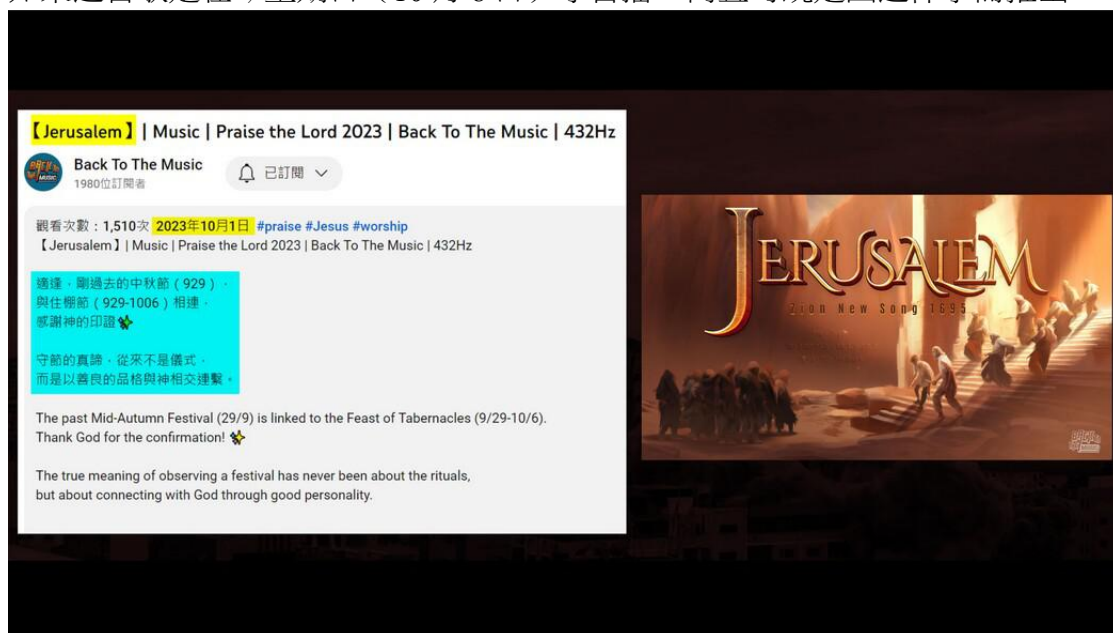 【Jerusalem】 | Music | Praise the Lord 2023 | Back To The Music | 432Hz
Back To The Music
1980位訂閱者
已訂閱
觀看次數：1,510次 2023年10月1日 #praise #Jesus #worship
【Jerusalem】 | Music | Praise the Lord 2023 | Back To The Music | 432Hz
適逢，剛過去的中秋節（929），
與住棚節（929-1006）相連，
感謝神的印證
守節的真諦，從來不是儀式，
而是以善良的品格與神相交連繫。
The past Mid-Autumn Festival (29/9) is linked to the Feast of Tabernacles (9/29-10/6).
Thank God for the confirmation!
The true meaning of observing a festival has never been about the rituals,
but about connecting with God through good personality.
JERUSALEM
Zion New Song 1695